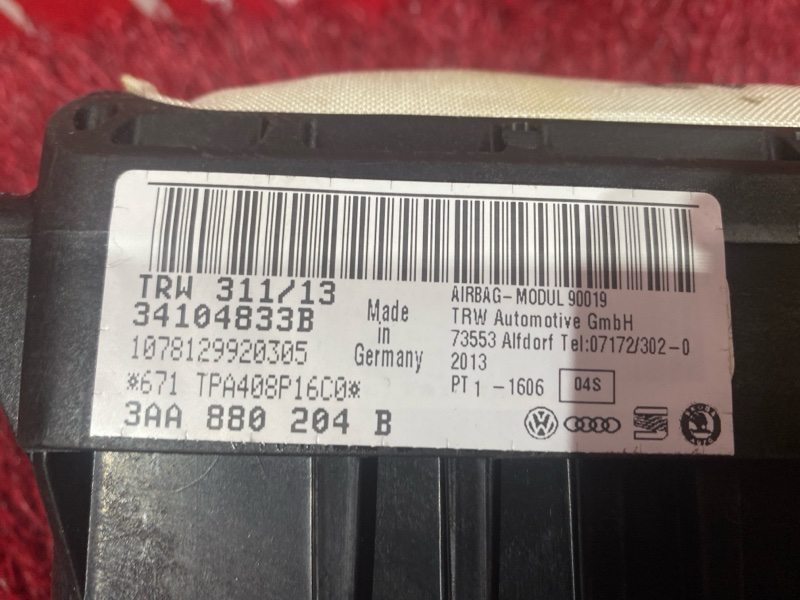 TRW 311/13
34104833B
1078129920305
*671 TPA408P16C0*
3AA 880 204 B
Made
in
Germany
AIRBAG-MODUL 90019
TRW Automotive GmbH
73553 Alfdorf Tel:07172/302-0
2013
PT 1 -1606 04S